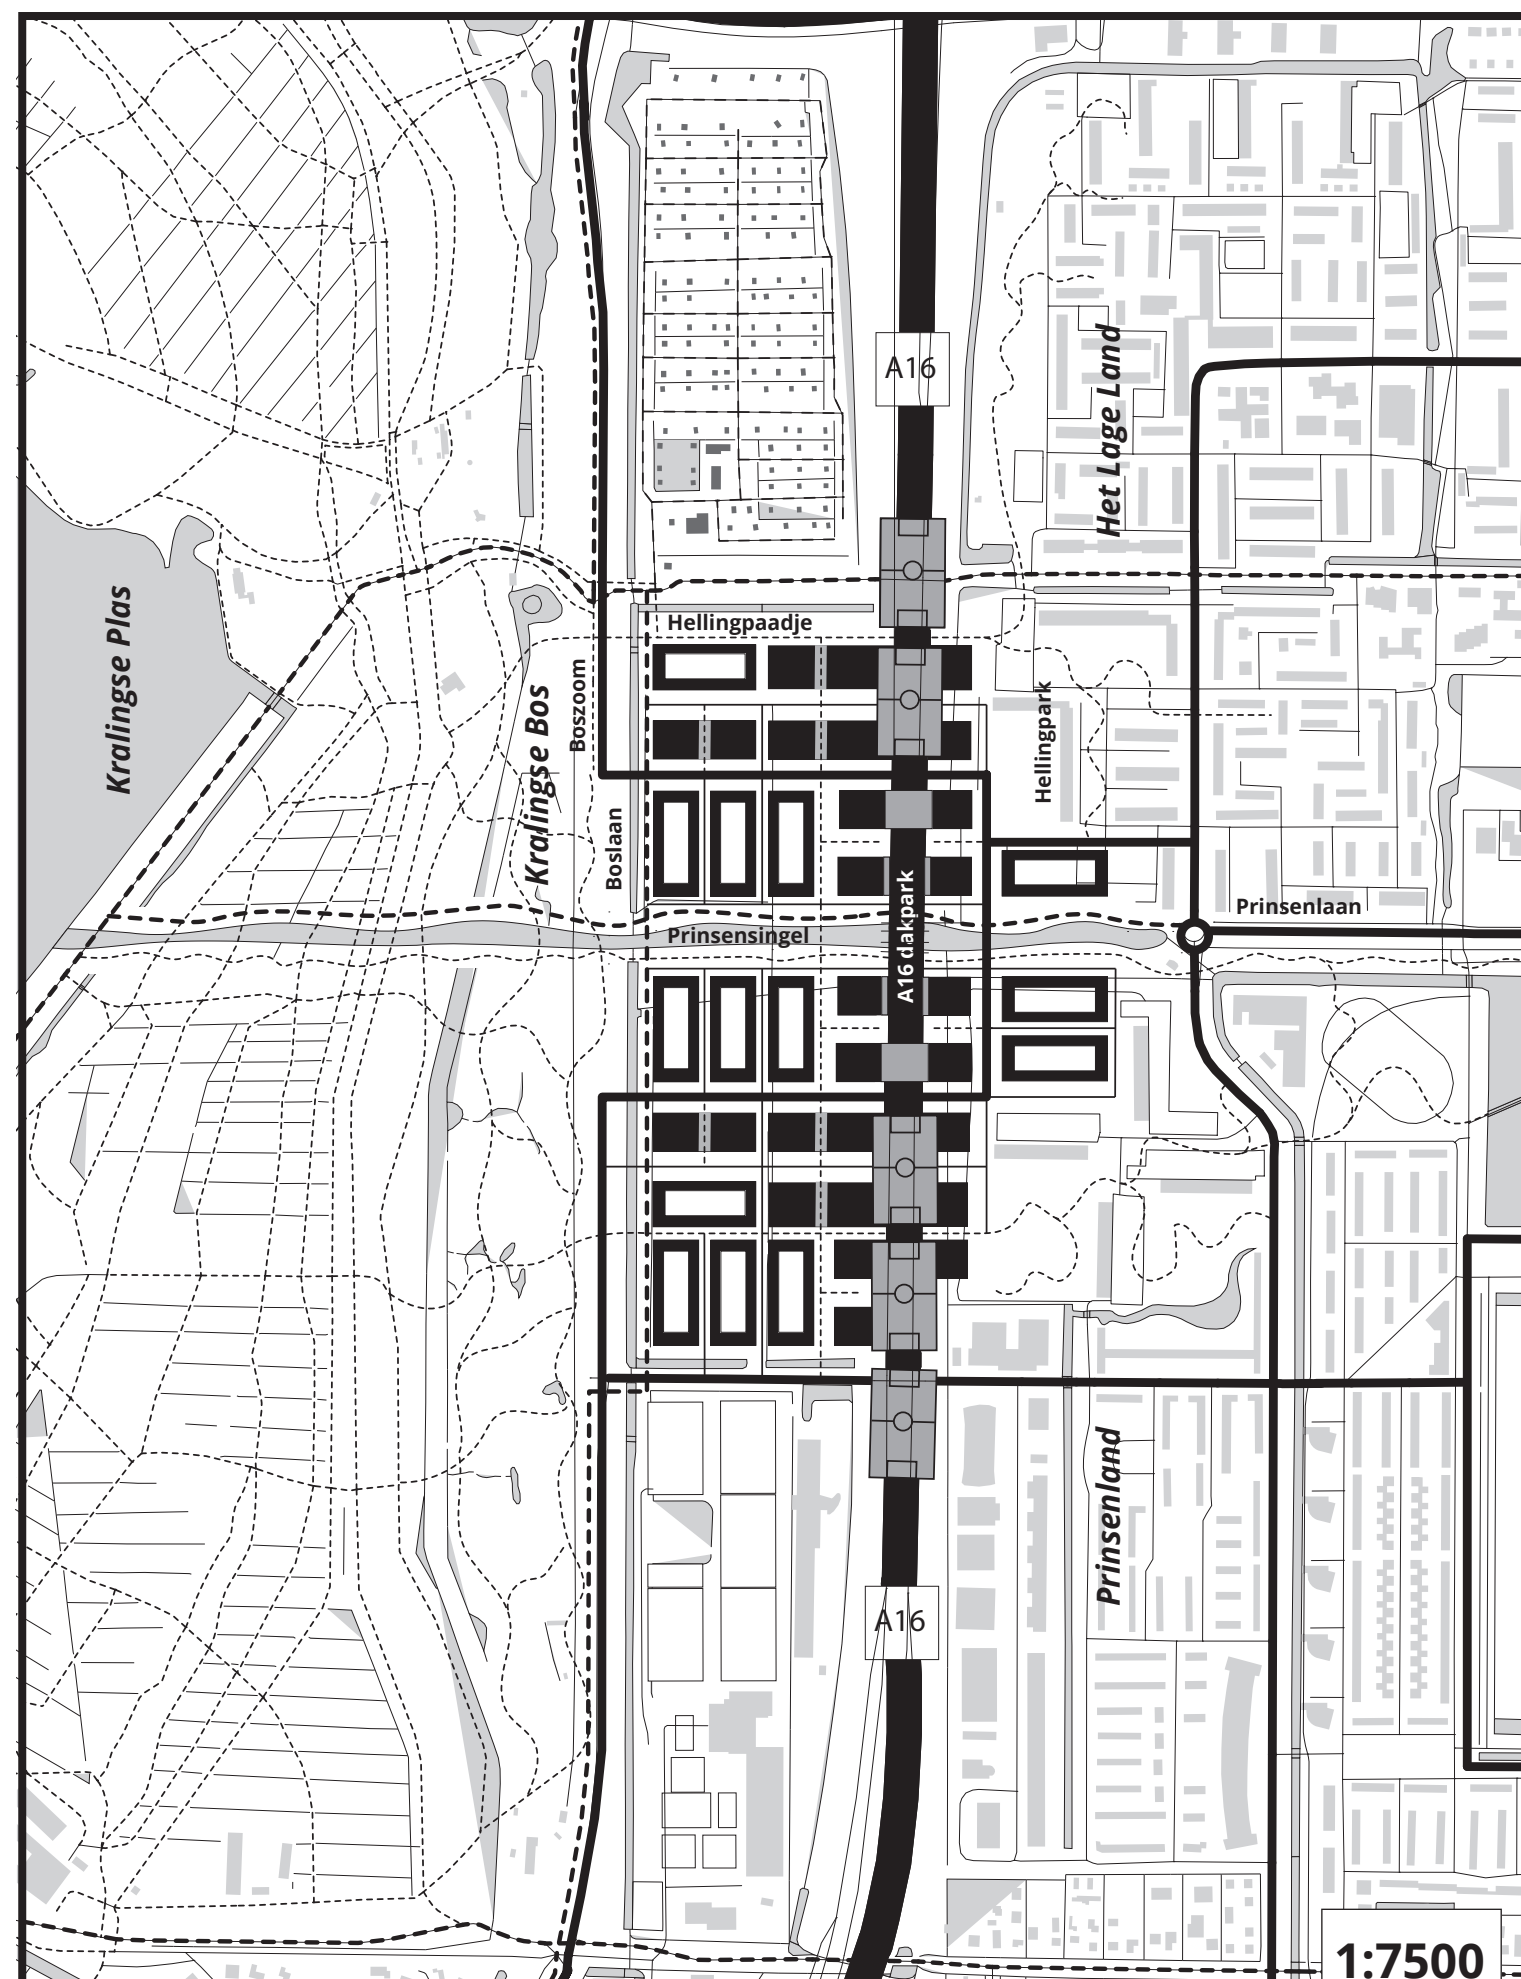 A16
Het Lage Land
Kralingse Plas
Hellingpaadje
Boszoom
Kralingse Bos
Hellingpark
Boslaan
A16 dakpark
Prinsenlaan
Prinsensingel
Prinsenland
A16
1:7500